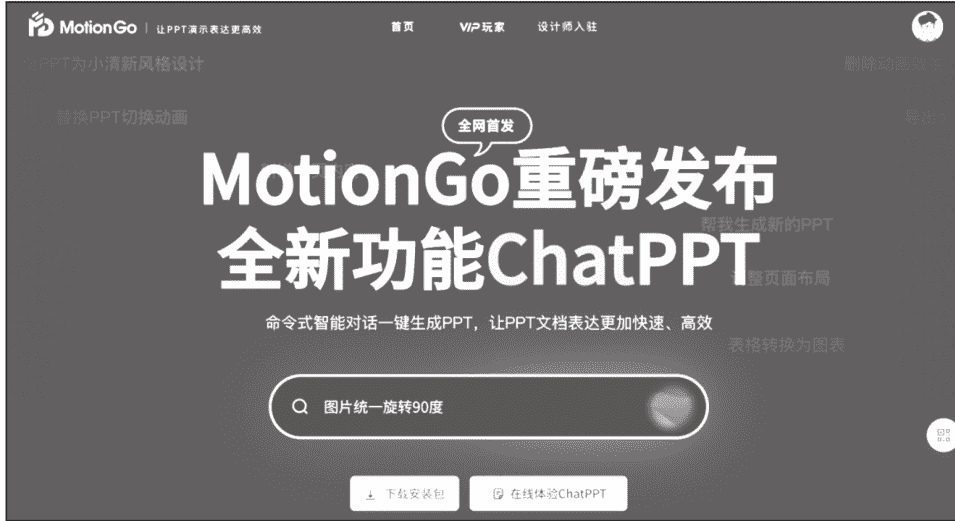 MotionGo | 让PPT演示表达更高效
首页 VIP玩家 设计师入驻
PPT为小清新风格设计
删除动画效果
替换PPT切换动画
导出
全网首发
MotionGo重磅发布
帮我生成新的PPT
全新功能ChatPPT
调整页面布局
命令式智能对话一键生成PPT，让PPT文档表达更加快速、高效
表格转换为图表
图片统一旋转90度
下载安装包 在线体验ChatPPT